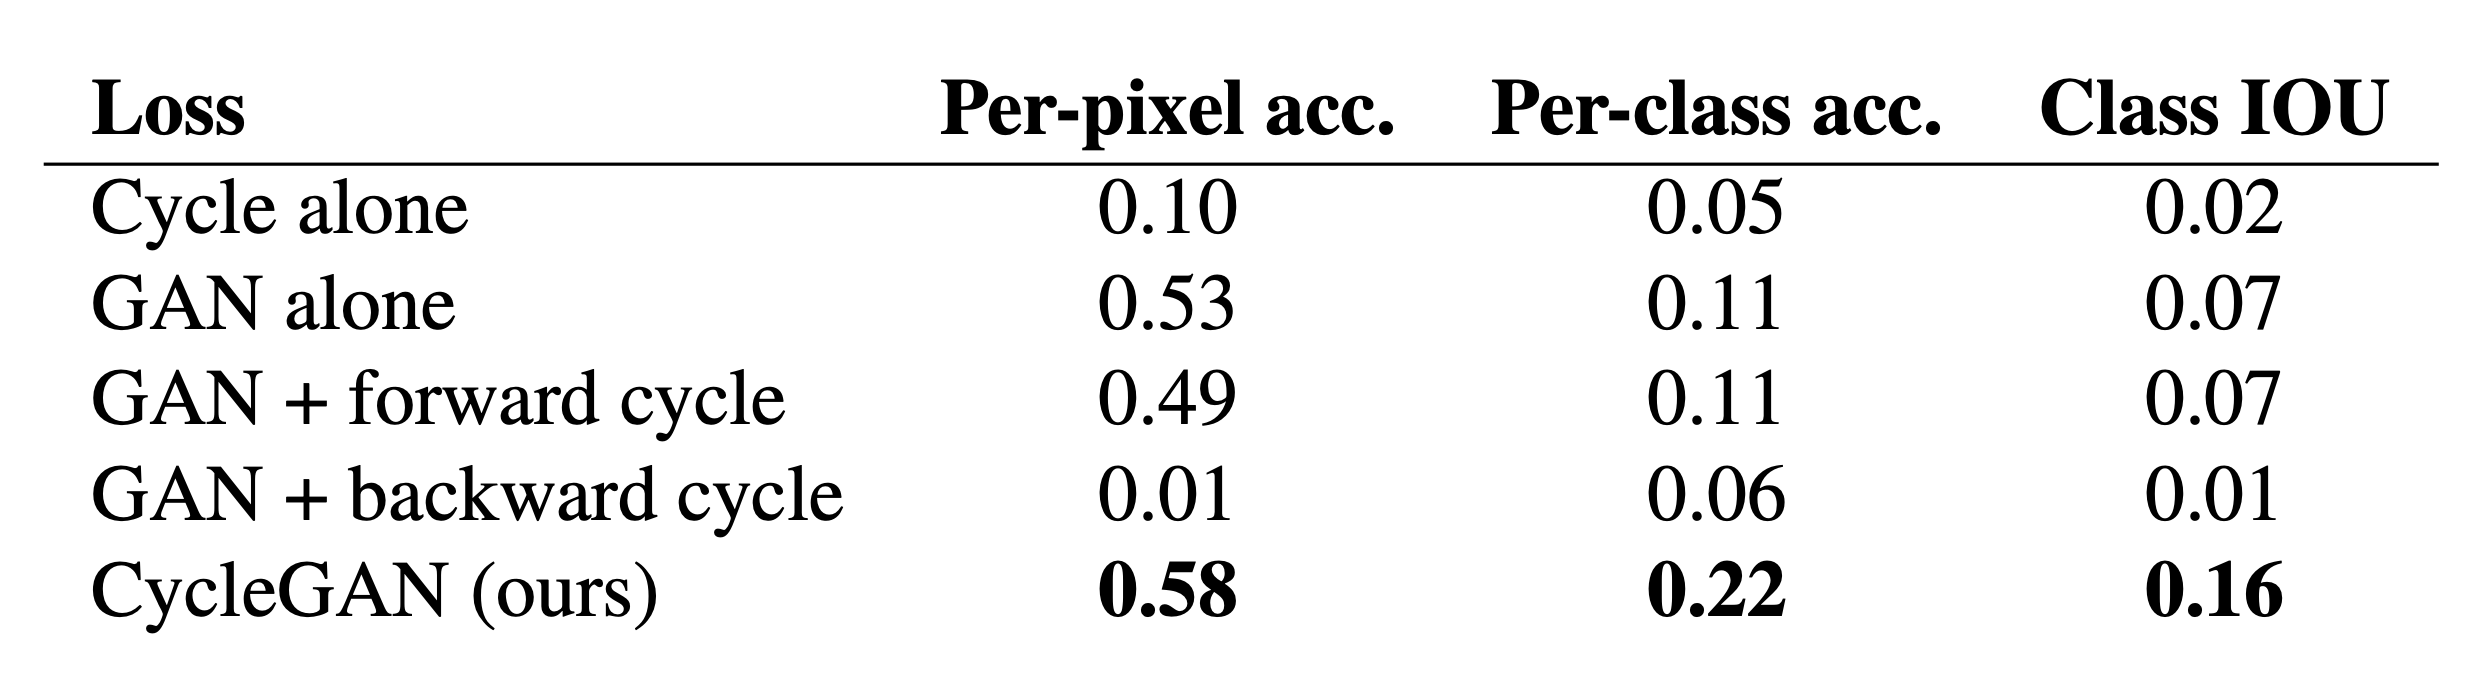 Loss Per-pixel acc. Per-class acc. Class IOU
Cycle alone 0.10 0.05 0.02
GAN alone 0.53 0.11 0.07
GAN + forward cycle 0.49 0.11 0.07
GAN + backward cycle 0.01 0.06 0.01
CycleGAN (ours) 0.58 0.22 0.16